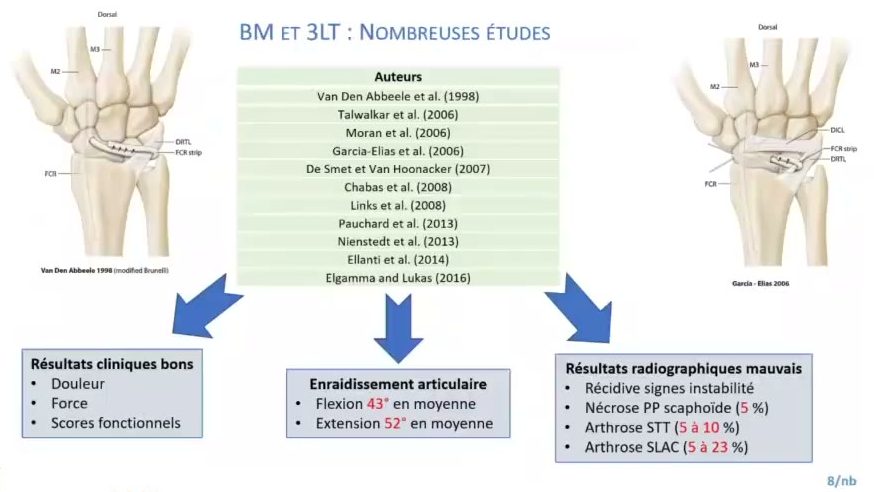 BM ET 3LT : NOMBREUSES ÉTUDES
Dorsal
M3
M2
DRTL
FCR strip
FCR
Van Den Abbeele 1998 (modified Brunelli)
Auteurs
Van Den Abbeele et al. (1998)
Talwalkar et al. (2006)
Moran et al. (2006)
Garcia-Elias et al. (2006)
De Smet et Van Hoonacker (2007)
Chabas et al. (2008)
Links et al. (2008)
Pauchard et al. (2013)
Nienstedt et al. (2013)
Ellanti et al. (2014)
Elgamma and Lukas (2016)
Dorsal
M3
M2
DICL
FCR strip
DRTL
FCR
Garcia - Elias 2006
Résultats cliniques bons
• Douleur
• Force
• Scores fonctionnels
Enraidissement articulaire
• Flexion 43° en moyenne
• Extension 52° en moyenne
Résultats radiographiques mauvais
• Récidive signes instabilité
• Nécrose PP scaphoïde (5 %)
• Arthrose STT (5 à 10 %)
• Arthrose SLAC (5 à 23 %)
8/nb